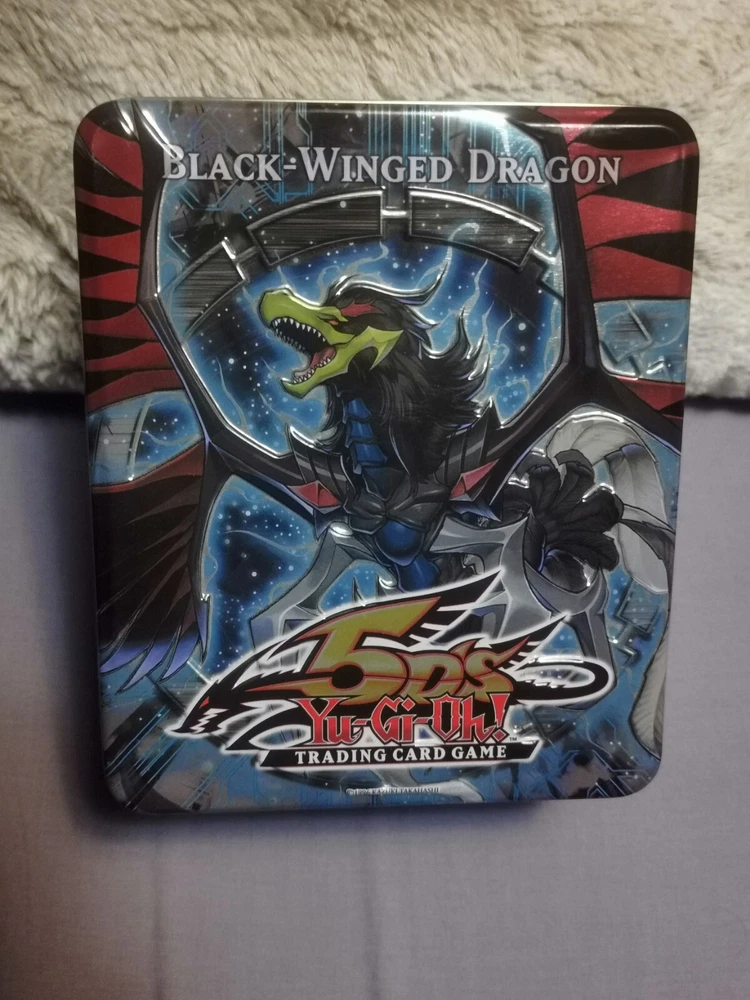 BLACK-WINGED DRAGON
5D's
Yu-Gi-Oh!
TRADING CARD GAME